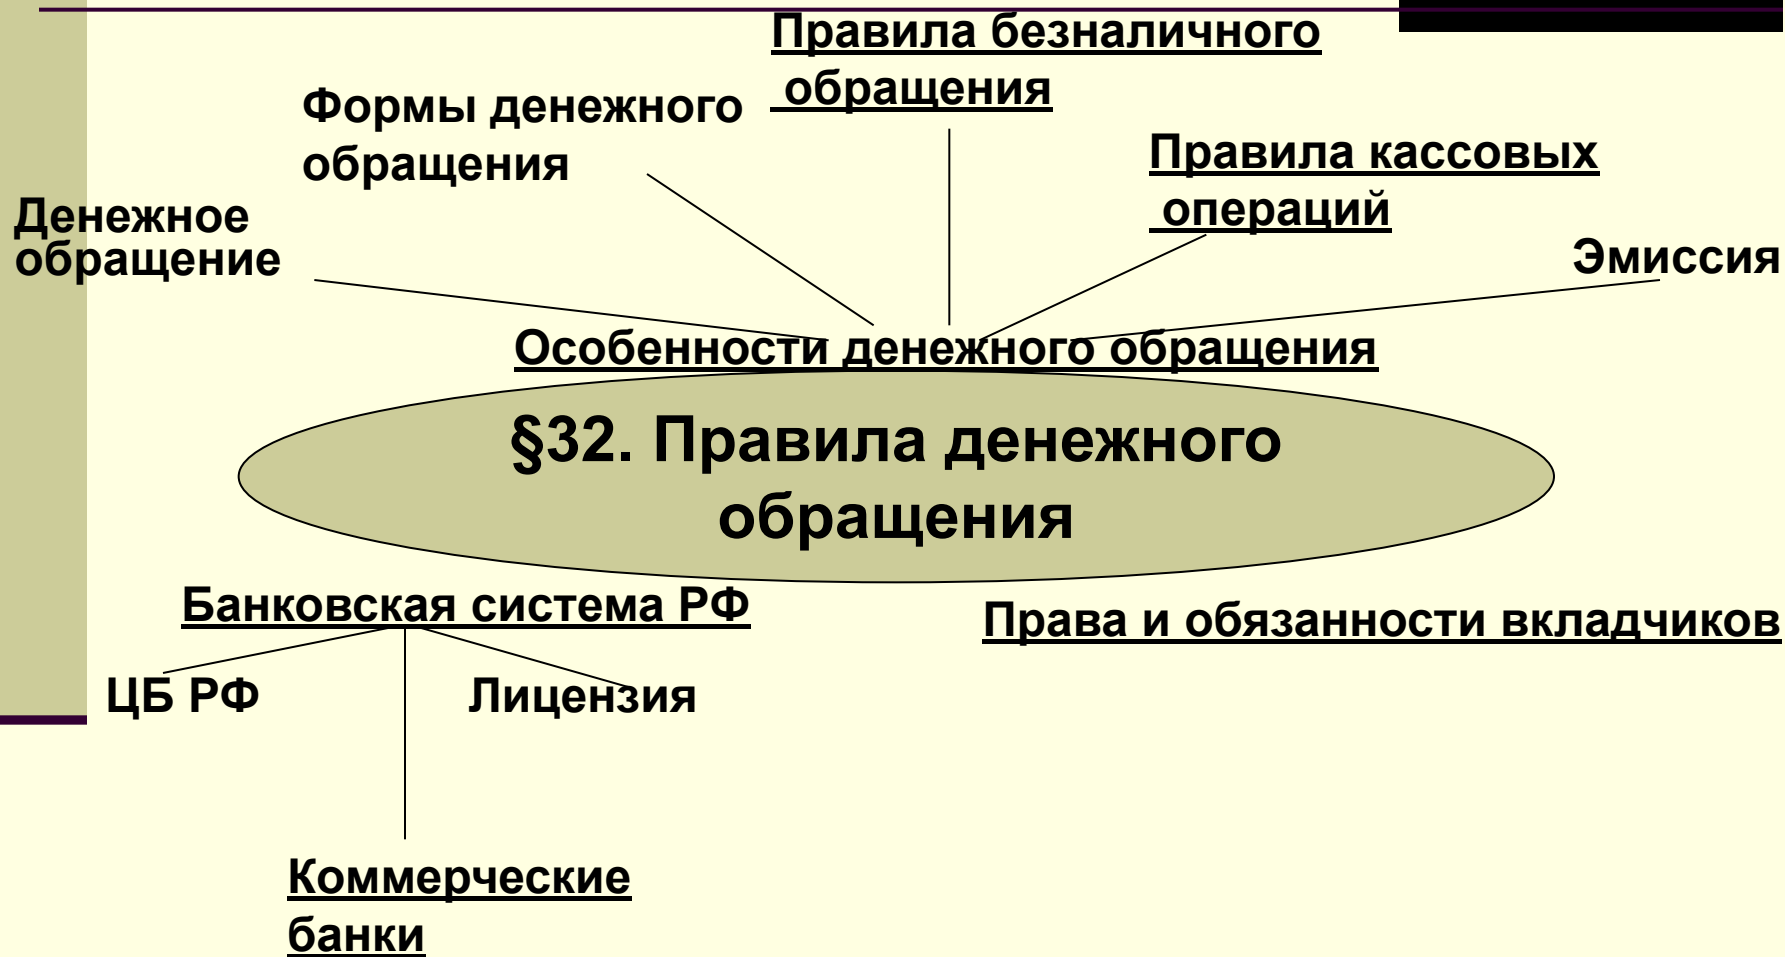 Правила безналичного
обращения
Формы денежного
обращения
Правила кассовых
операций
Денежное
обращение
Эмиссия
Особенности денежного обращения
§32. Правила денежного
обращения
Банковская система РФ
Права и обязанности вкладчиков
ЦБ РФ
Лицензия
Коммерческие
банки